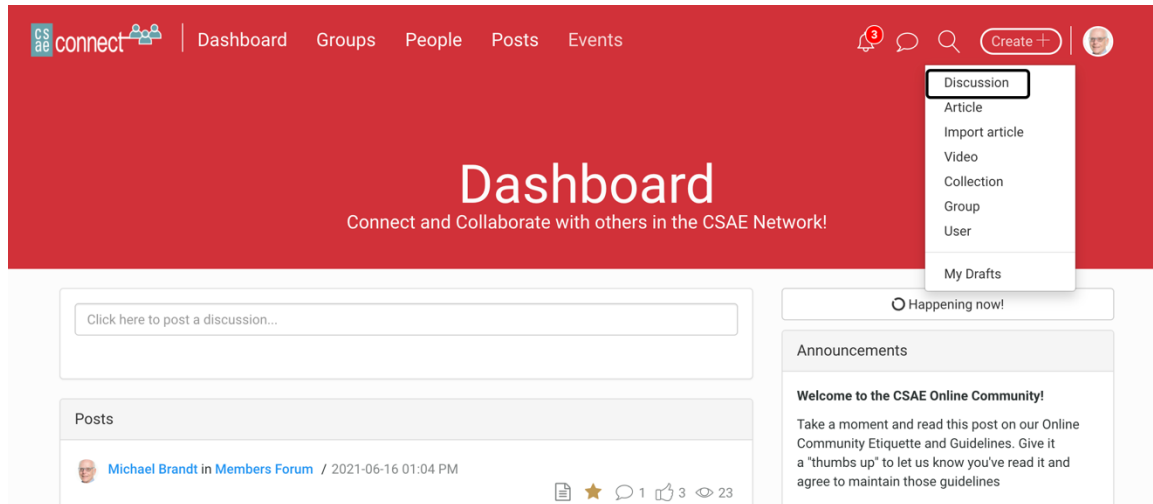 cs
ae connect
Dashboard Groups People Posts Events
3
Create +
Discussion
Article
Import article
Video
Collection
Group
User
My Drafts
Dashboard
Connect and Collaborate with others in the CSAE Network!
Click here to post a discussion...
Happening now!
Announcements
Welcome to the CSAE Online Community!
Take a moment and read this post on our Online
Community Etiquette and Guidelines. Give it
a "thumbs up" to let us know you've read it and
agree to maintain those guidelines
Posts
Michael Brandt in Members Forum / 2021-06-16 01:04 PM
1 3 23